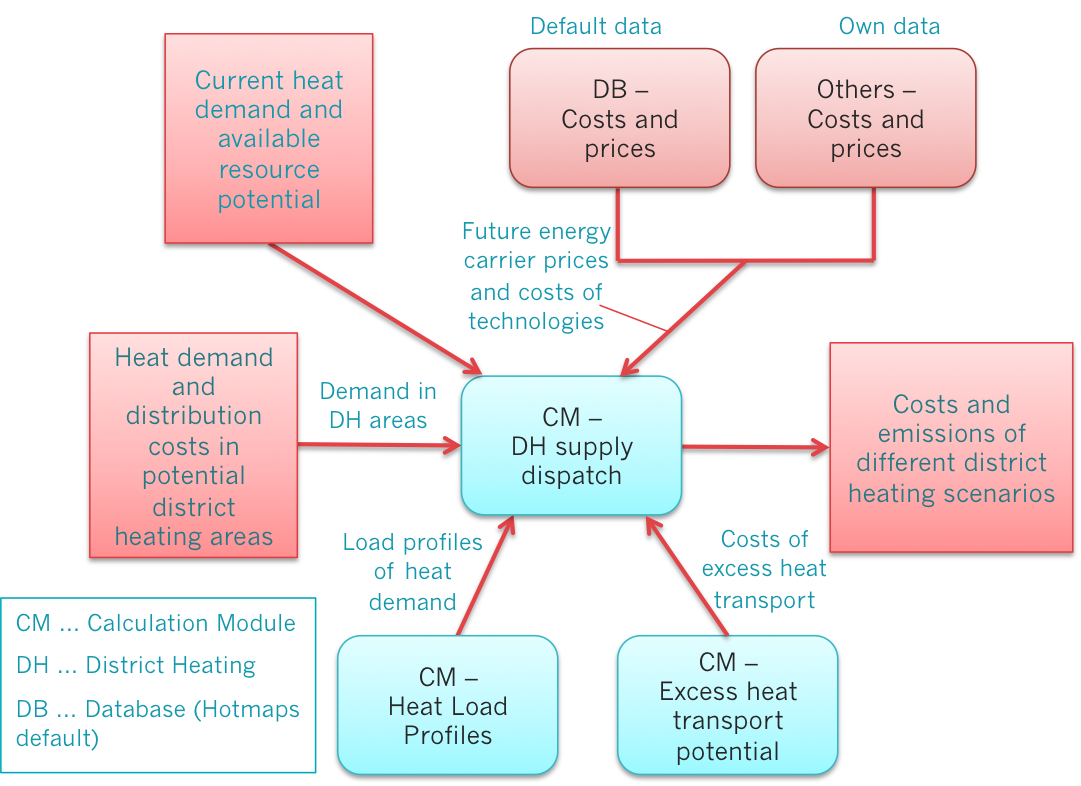 Default data
Own data
Current heat
demand and
available
resource
potential
DB –
Costs and
prices
Others –
Costs and
prices
Future energy
carrier prices
and costs of
technologies
Heat demand
and
distribution
costs in
potential
district
heating areas
Demand in
DH areas
CM –
DH supply
dispatch
Costs and
emissions of
different district
heating scenarios
Load profiles
of heat
demand
Costs of
excess heat
transport
CM ... Calculation Module
DH ... District Heating
DB ... Database (Hotmaps
default)
CM –
Heat Load
Profiles
CM –
Excess heat
transport
potential